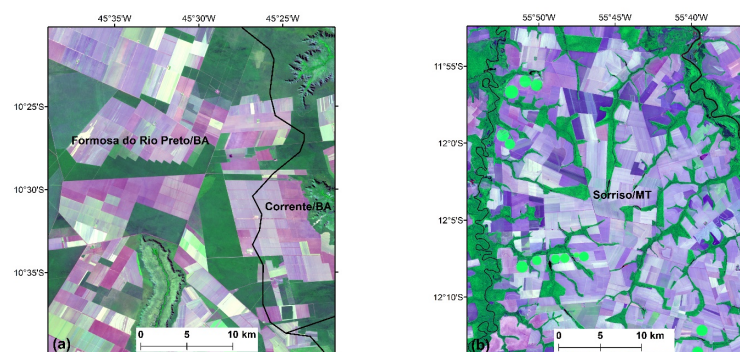 45°35'W 45°30'W 45°25'W
10°25'S
10°30'S
10°35'S
Formosa do Rio Preto/BA
Corrente/BA
0 5 10 km
(a)
55°50'W 55°45'W 55°40'W
11°55'S
12°0'S
12°5'S
12°10'S
Sorriso/MT
0 5 10 km
(b)